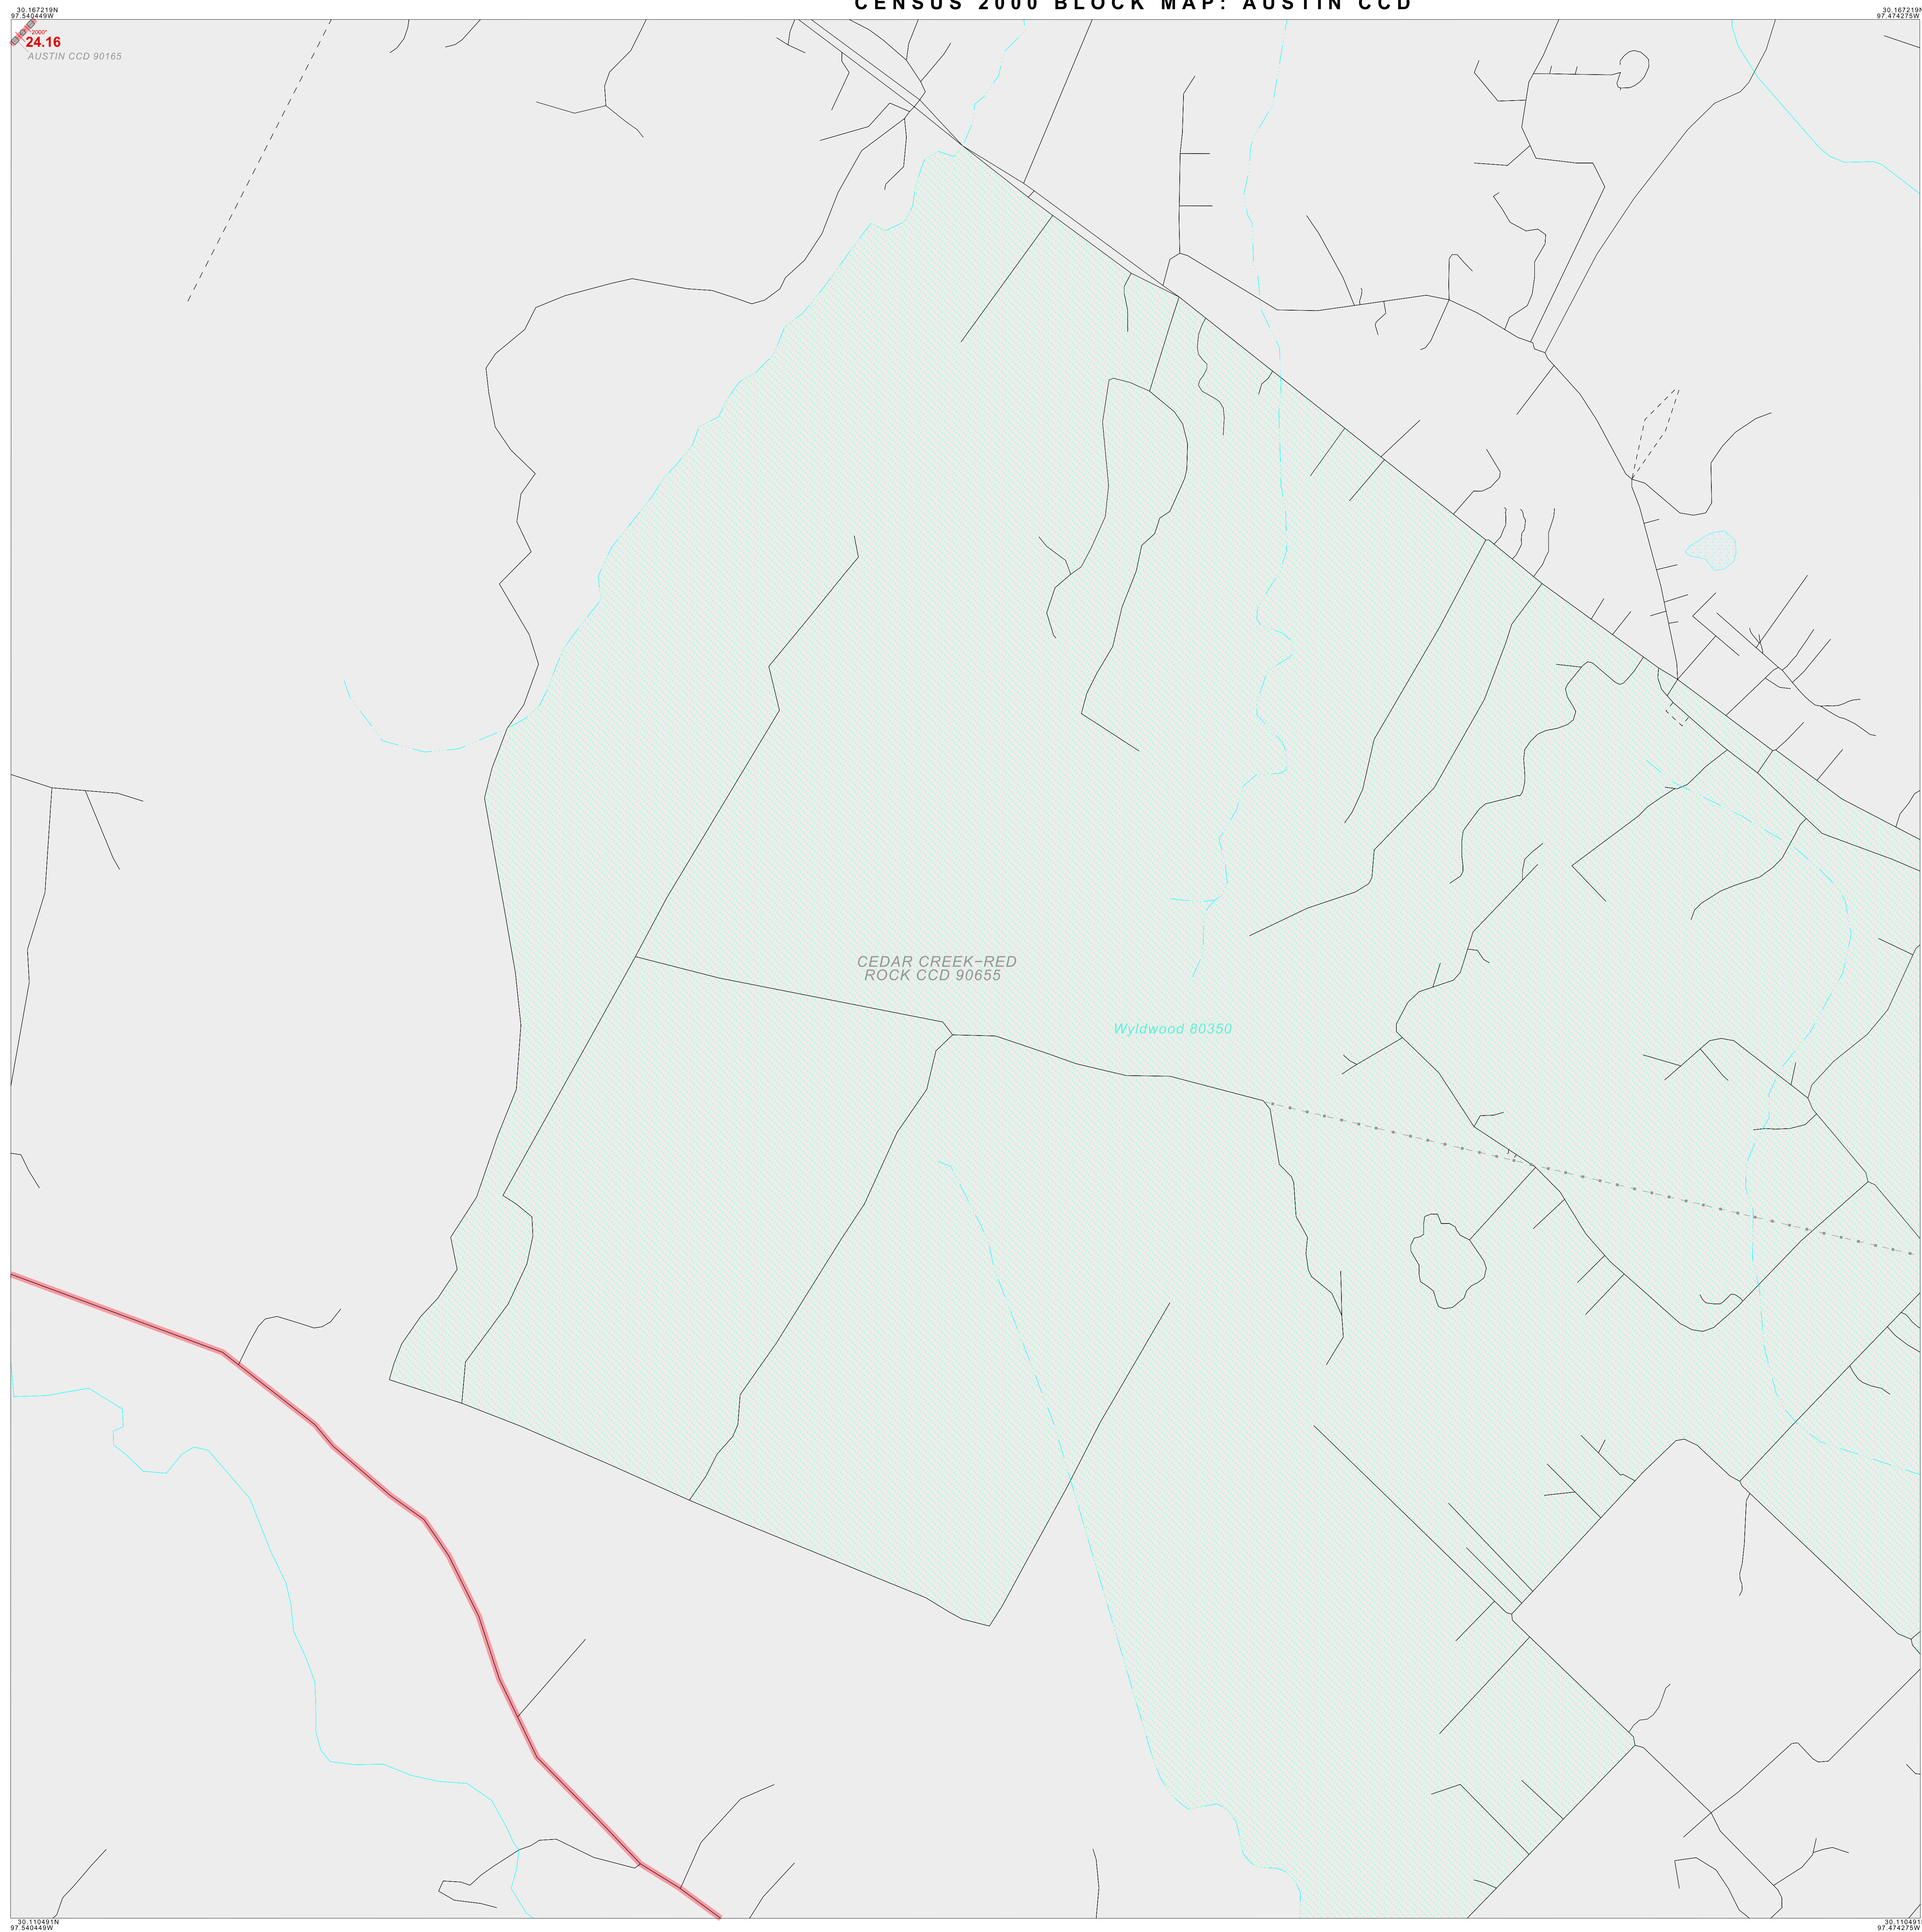 CENSUS 2000 BLOCK MAP: AUSTIN CCD
30.167219N
97.540449W
30.167219N
97.474275W
"2000"
24.16
AUSTIN CCD 90165
CEDAR CREEK-RED
ROCK CCD 90655
Wyldwood 80350
30.110491N
97.540449W
30.110491N
97.474275W